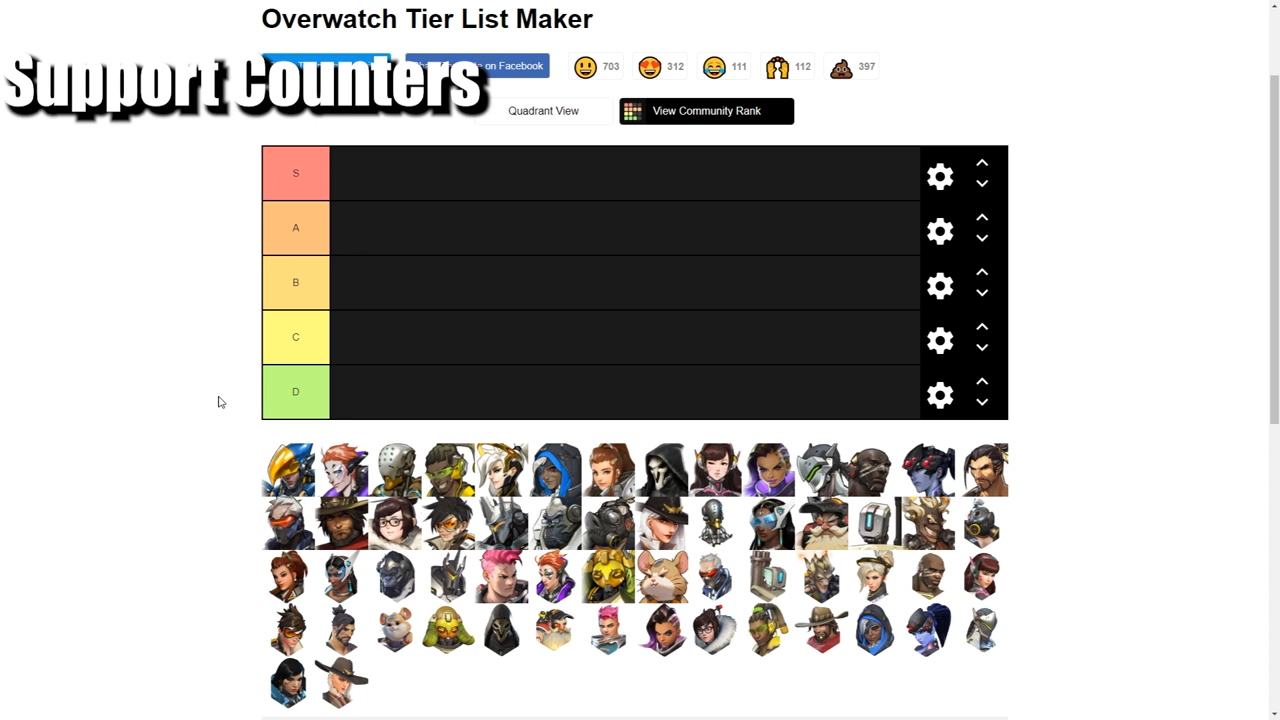 Overwatch Tier List Maker
Support Counters
on Facebook
703
312
111
112
397
Quadrant View
View Community Rank
S
A
B
C
D